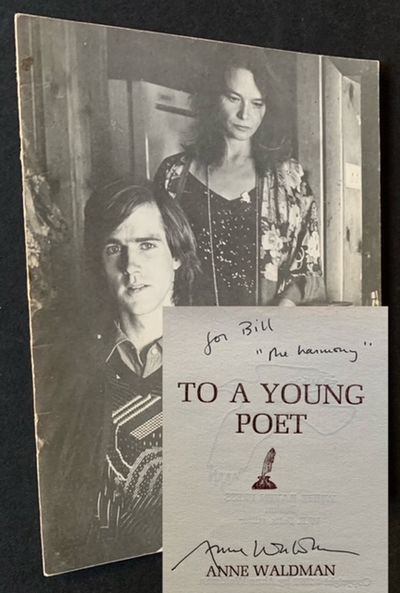 for Bill
"the harmony"
TO A YOUNG
POET
Anne Waldman
ANNE WALDMAN